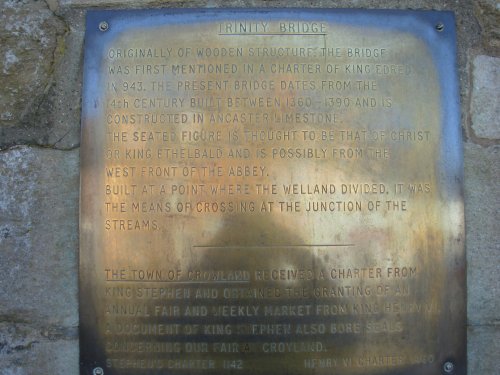 TRINITY BRIDGE
ORIGINALLY OF WOODEN STRUCTURE. THE BRIDGE
WAS FIRST MENTIONED IN A CHARTER OF KING EDRED
IN 943. THE PRESENT BRIDGE DATES FROM THE
14th CENTURY BUILT BETWEEN 1360 - 1390 AND IS
CONSTRUCTED IN ANCASTER LIMESTONE.
THE SEATED FIGURE IS THOUGHT TO BE THAT OF CHRIST
OR KING ETHELBALD AND IS POSSIBLY FROM THE
WEST FRONT OF THE ABBEY.
BUILT AT A POINT WHERE THE WELLAND DIVIDED, IT WAS
THE MEANS OF CROSSING AT THE JUNCTION OF THE
STREAMS.
THE TOWN OF CROWLAND RECEIVED A CHARTER FROM
KING STEPHEN AND OBTAINED THE GRANTING OF AN
ANNUAL FAIR AND WEEKLY MARKET FROM KING HENRY
A DOCUMENT OF KING STEPHEN ALSO BORE SEALS
CONCERNING OUR FAIR AT CROYLAND.
STEPHEN'S CHARTER 1142 HENRY CHARTER